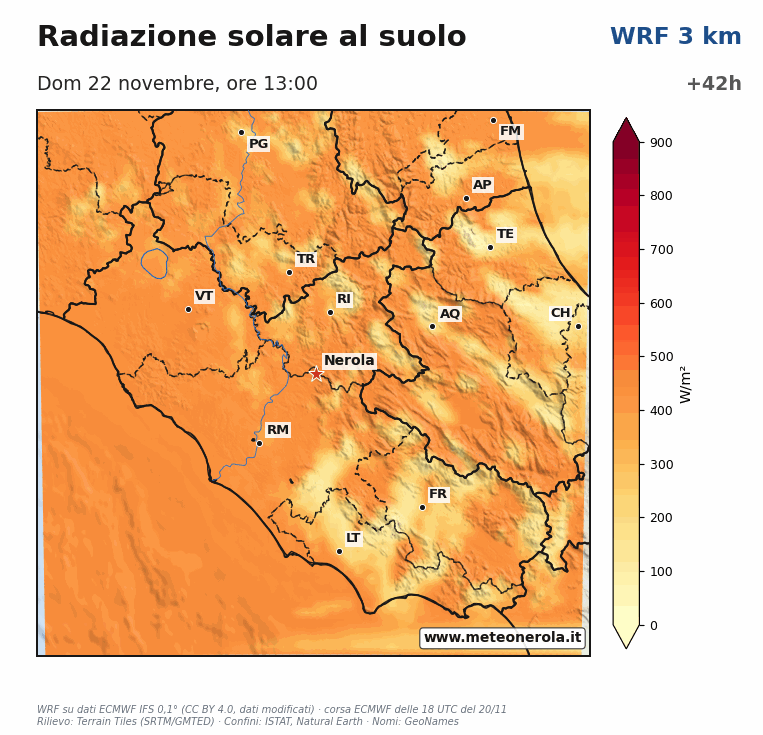 Radiazione solare al suolo
WRF 3 km
Dom 22 novembre, ore 13:00
+42h
FM
PG
AP
TE
TR
VT
RI
AQ
CH
Nerola
RM
FR
LT
www.meteonerola.it
900
800
700
600
500
400
300
200
100
0
W/m²
WRF su dati ECMWF IFS 0,1° (CC BY 4.0, dati modificati) · corsa ECMWF delle 18 UTC del 20/11
Rilievo: Terrain Tiles (SRTM/GMTED) · Confini: ISTAT, Natural Earth · Nomi: GeoNames